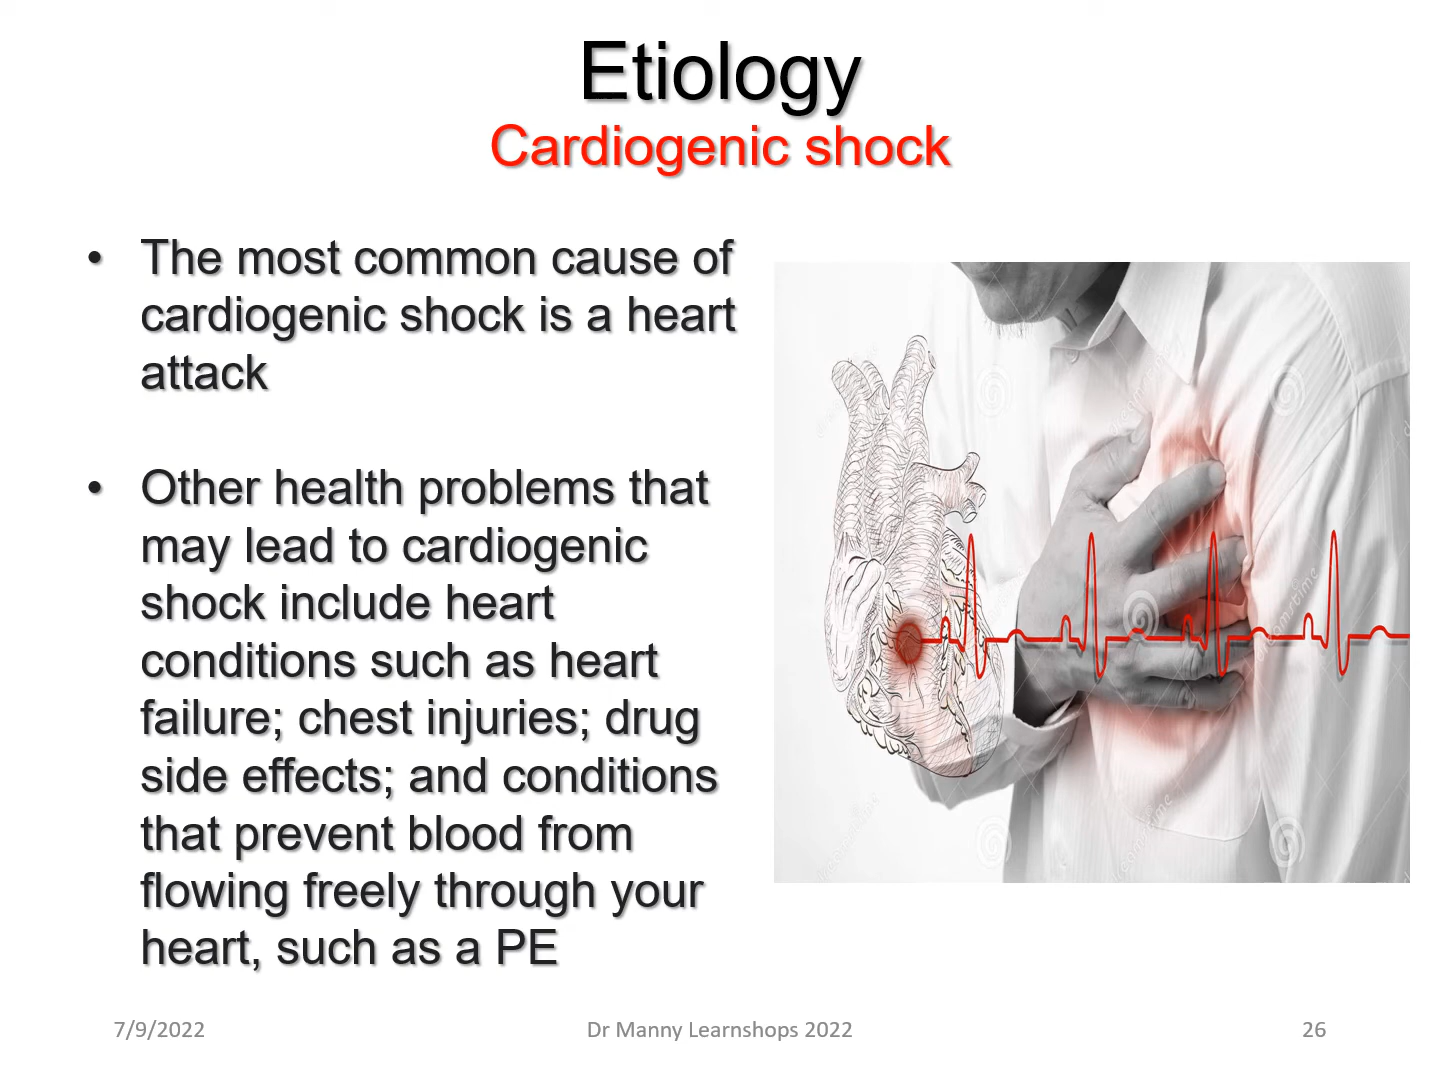 Etiology
Cardiogenic shock
• The most common cause of
cardiogenic shock is a heart
attack
• Other health problems that
may lead to cardiogenic
shock include heart
conditions such as heart
failure; chest injuries; drug
side effects; and conditions
that prevent blood from
flowing freely through your
heart, such as a PE
dreamstime
7/9/2022
Dr Manny Learnshops 2022
26